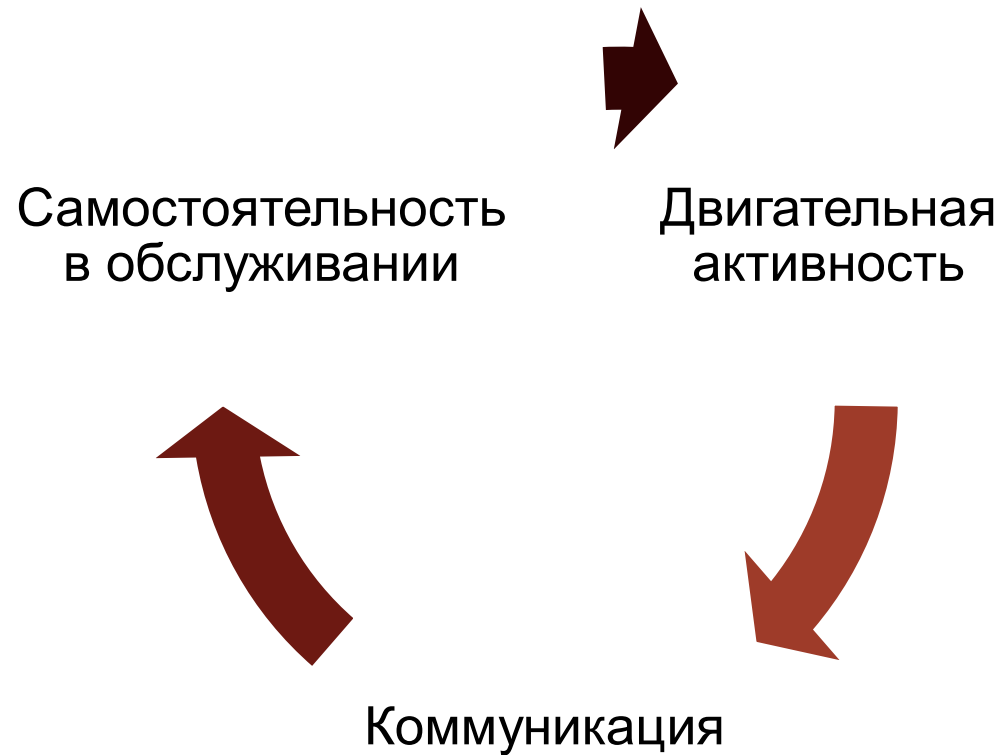 Самостоятельность
в обслуживании
Двигательная
активность
Коммуникация